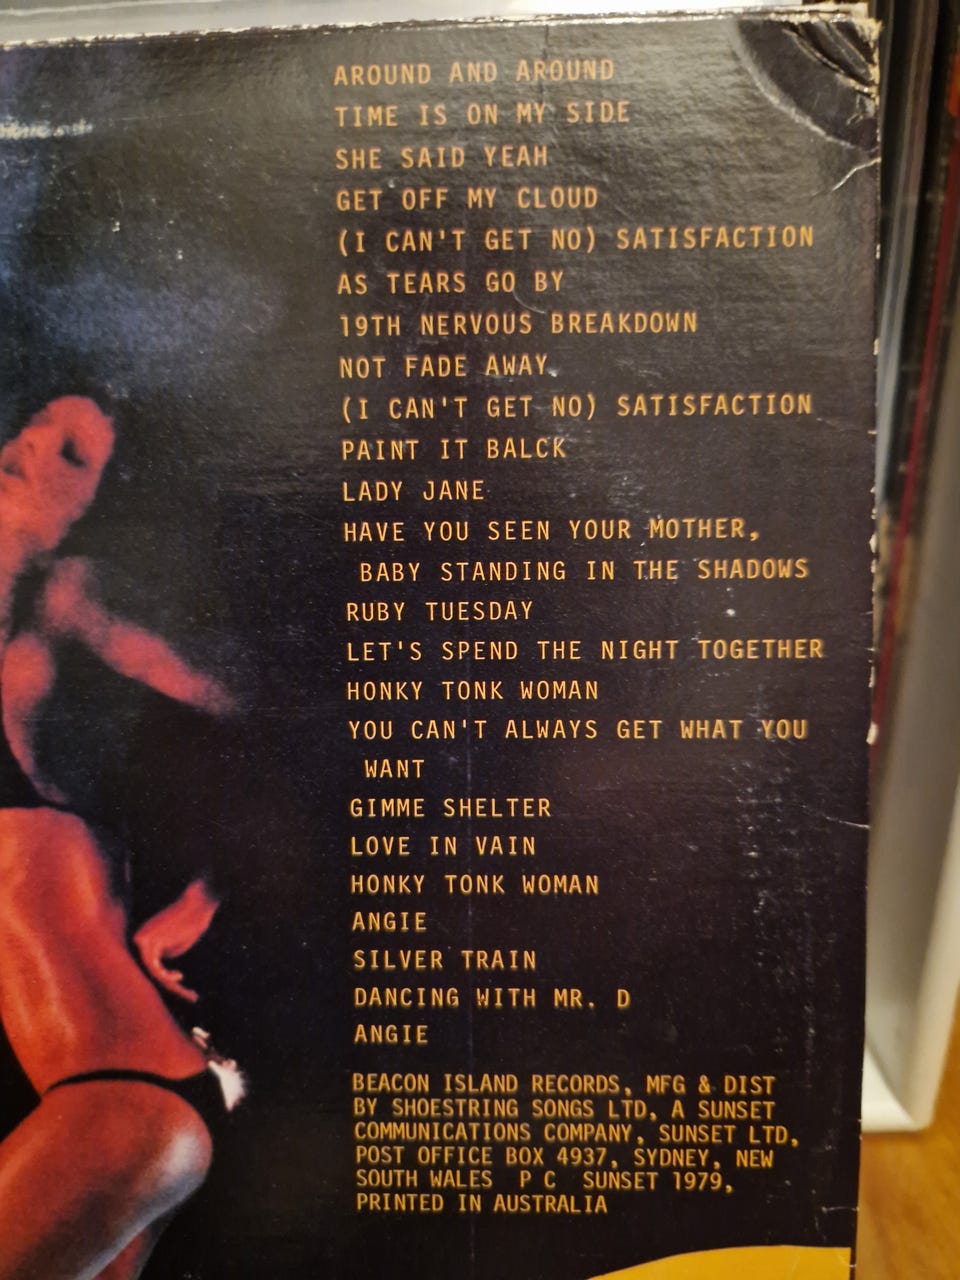 AROUND AND AROUND
TIME IS ON MY SIDE
SHE SAID YEAH
GET OFF MY CLOUD
(I CAN'T GET NO) SATISFACTION
AS TEARS GO BY
19TH NERVOUS BREAKDOWN
NOT FADE AWAY
(I CAN'T GET NO) SATISFACTION
PAINT IT BALCK
LADY JANE
HAVE YOU SEEN YOUR MOTHER,
BABY STANDING IN THE SHADOWS
RUBY TUESDAY
LET'S SPEND THE NIGHT TOGETHER
HONKY TONK WOMAN
YOU CAN'T ALWAYS GET WHAT YOU
WANT
GIMME SHELTER
LOVE IN VAIN
HONKY TONK WOMAN
ANGIE
SILVER TRAIN
DANCING WITH MR. D
ANGIE
BEACON ISLAND RECORDS, MFG & DIST
BY SHOESTRING SONGS LTD, A SUNSET
COMMUNICATIONS COMPANY, SUNSET LTD,
POST OFFICE BOX 4937, SYDNEY, NEW
SOUTH WALES P C SUNSET 1979,
PRINTED IN AUSTRALIA